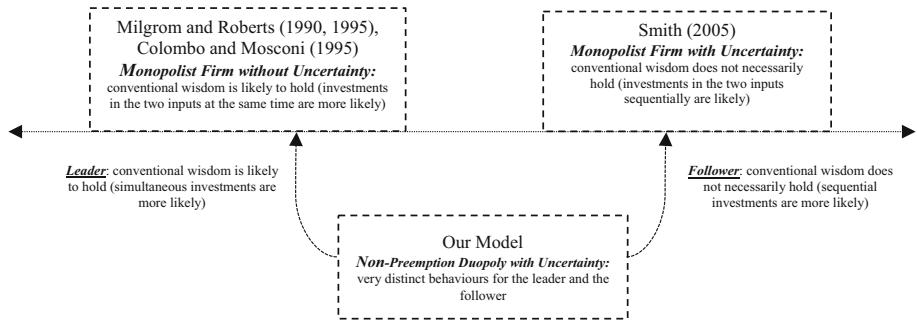 Milgrom and Roberts (1990, 1995),
Colombo and Mosconi (1995)
Monopolist Firm without Uncertainty:
conventional wisdom is likely to hold (investments
in the two inputs at the same time are more likely)
Smith (2005)
Monopolist Firm with Uncertainty:
conventional wisdom does not necessarily
hold (investments in the two inputs
sequentially are likely)
Leader: conventional wisdom is likely
to hold (simultaneous investments are
more likely)
Follower: conventional wisdom does
not necessarily hold (sequential
investments are more likely)
Our Model
Non-Preemption Duopoly with Uncertainty:
very distinct behaviours for the leader and the
follower